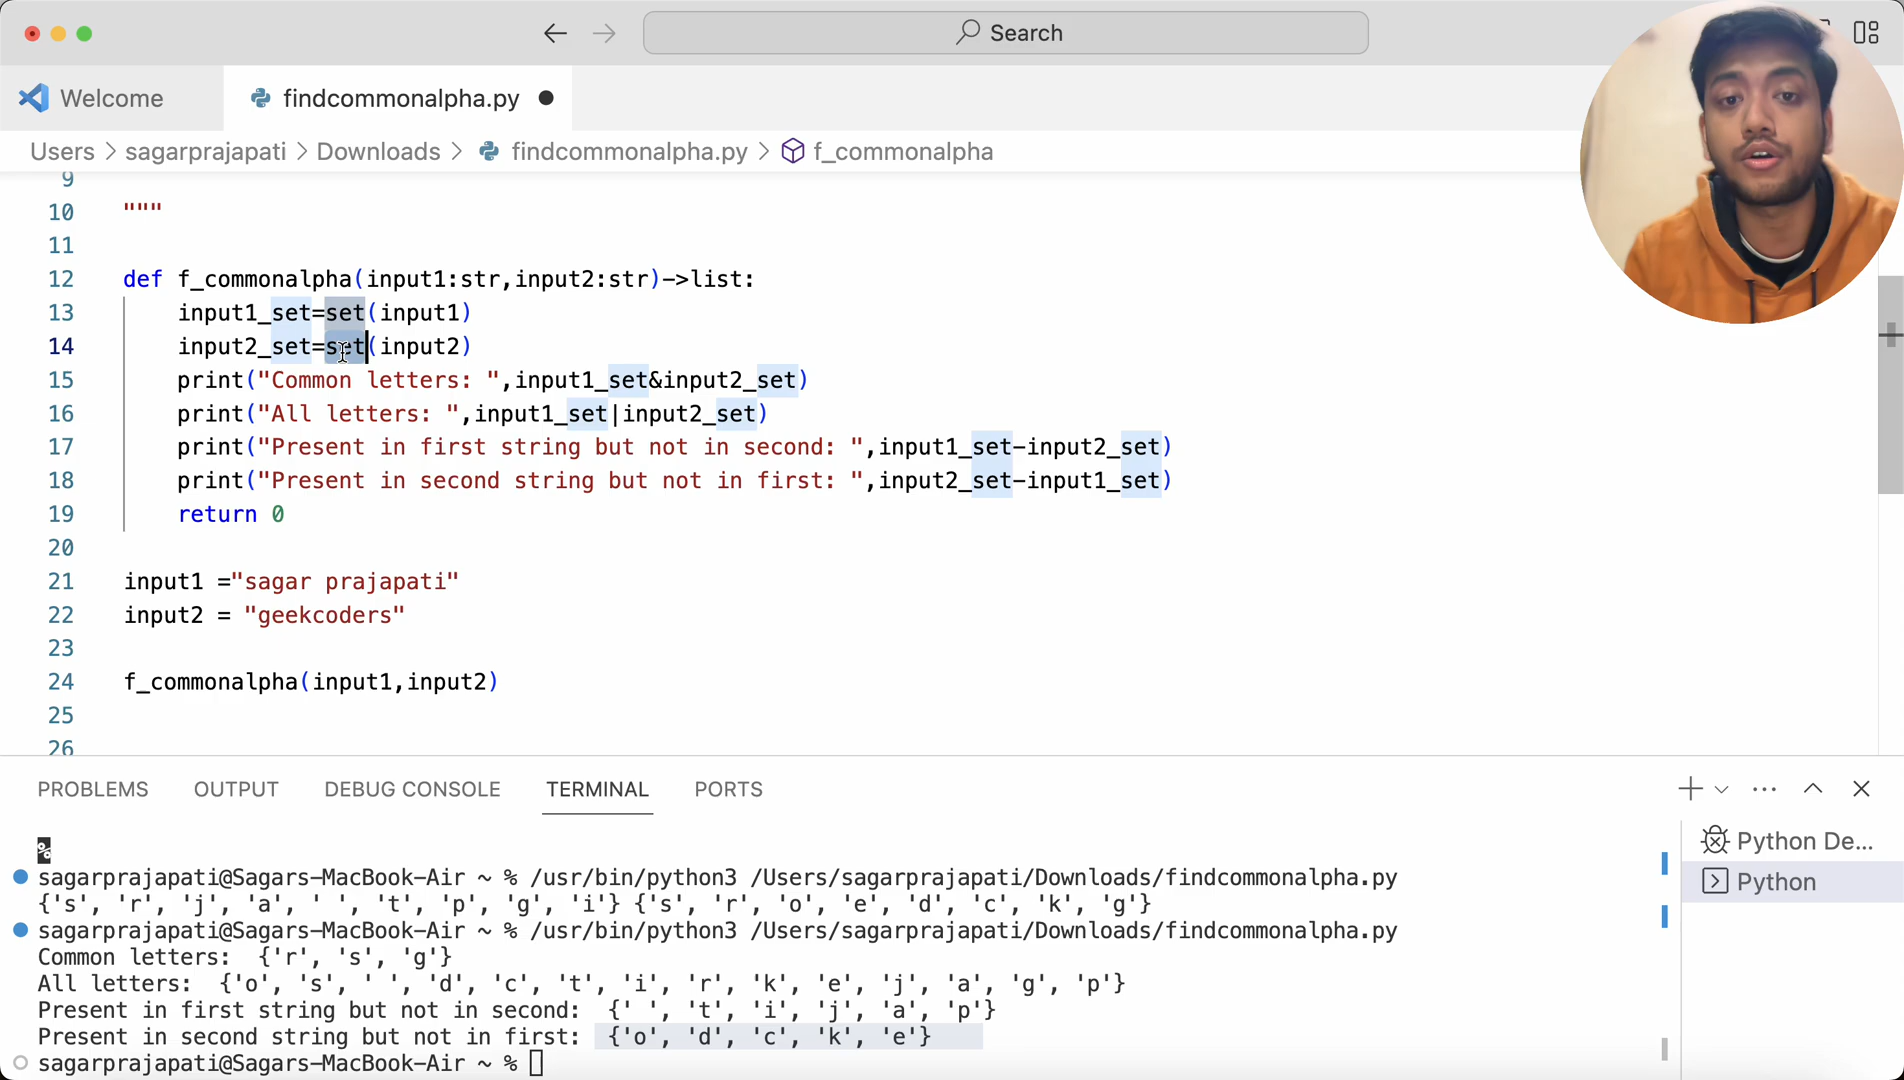 Search
Welcome
findcommonalpha.py
Users > sagarprajapati > Downloads > findcommonalpha.py > f_commonalpha
9
10 """
11
12 def f_commonalpha(input1:str,input2:str)->list:
13 input1_set=set(input1)
14 input2_set=set(input2)
15 print("Common letters: ",input1_set&input2_set)
16 print("All letters: ",input1_set|input2_set)
17 print("Present in first string but not in second: ",input1_set-input2_set)
18 print("Present in second string but not in first: ",input2_set-input1_set)
19 return 0
20
21 input1 ="sagar prajapati"
22 input2 = "geekcoders"
23
24 f_commonalpha(input1,input2)
25
26
PROBLEMS OUTPUT DEBUG CONSOLE TERMINAL PORTS
%
sagarprajapati@Sagars-MacBook-Air ~ % /usr/bin/python3 /Users/sagarprajapati/Downloads/findcommonalpha.py
{'s', 'r', 'j', 'a', ' ', 't', 'p', 'g', 'i'} {'s', 'r', 'o', 'e', 'd', 'c', 'k', 'g'}
sagarprajapati@Sagars-MacBook-Air ~ % /usr/bin/python3 /Users/sagarprajapati/Downloads/findcommonalpha.py
Common letters:  {'r', 's', 'g'}
All letters:  {'o', 's', ' ', 'd', 'c', 't', 'i', 'r', 'k', 'e', 'j', 'a', 'g', 'p'}
Present in first string but not in second:  {' ', 't', 'i', 'j', 'a', 'p'}
Present in second string but not in first:  {'o', 'd', 'c', 'k', 'e'}
sagarprajapati@Sagars-MacBook-Air ~ %
Python De...
Python